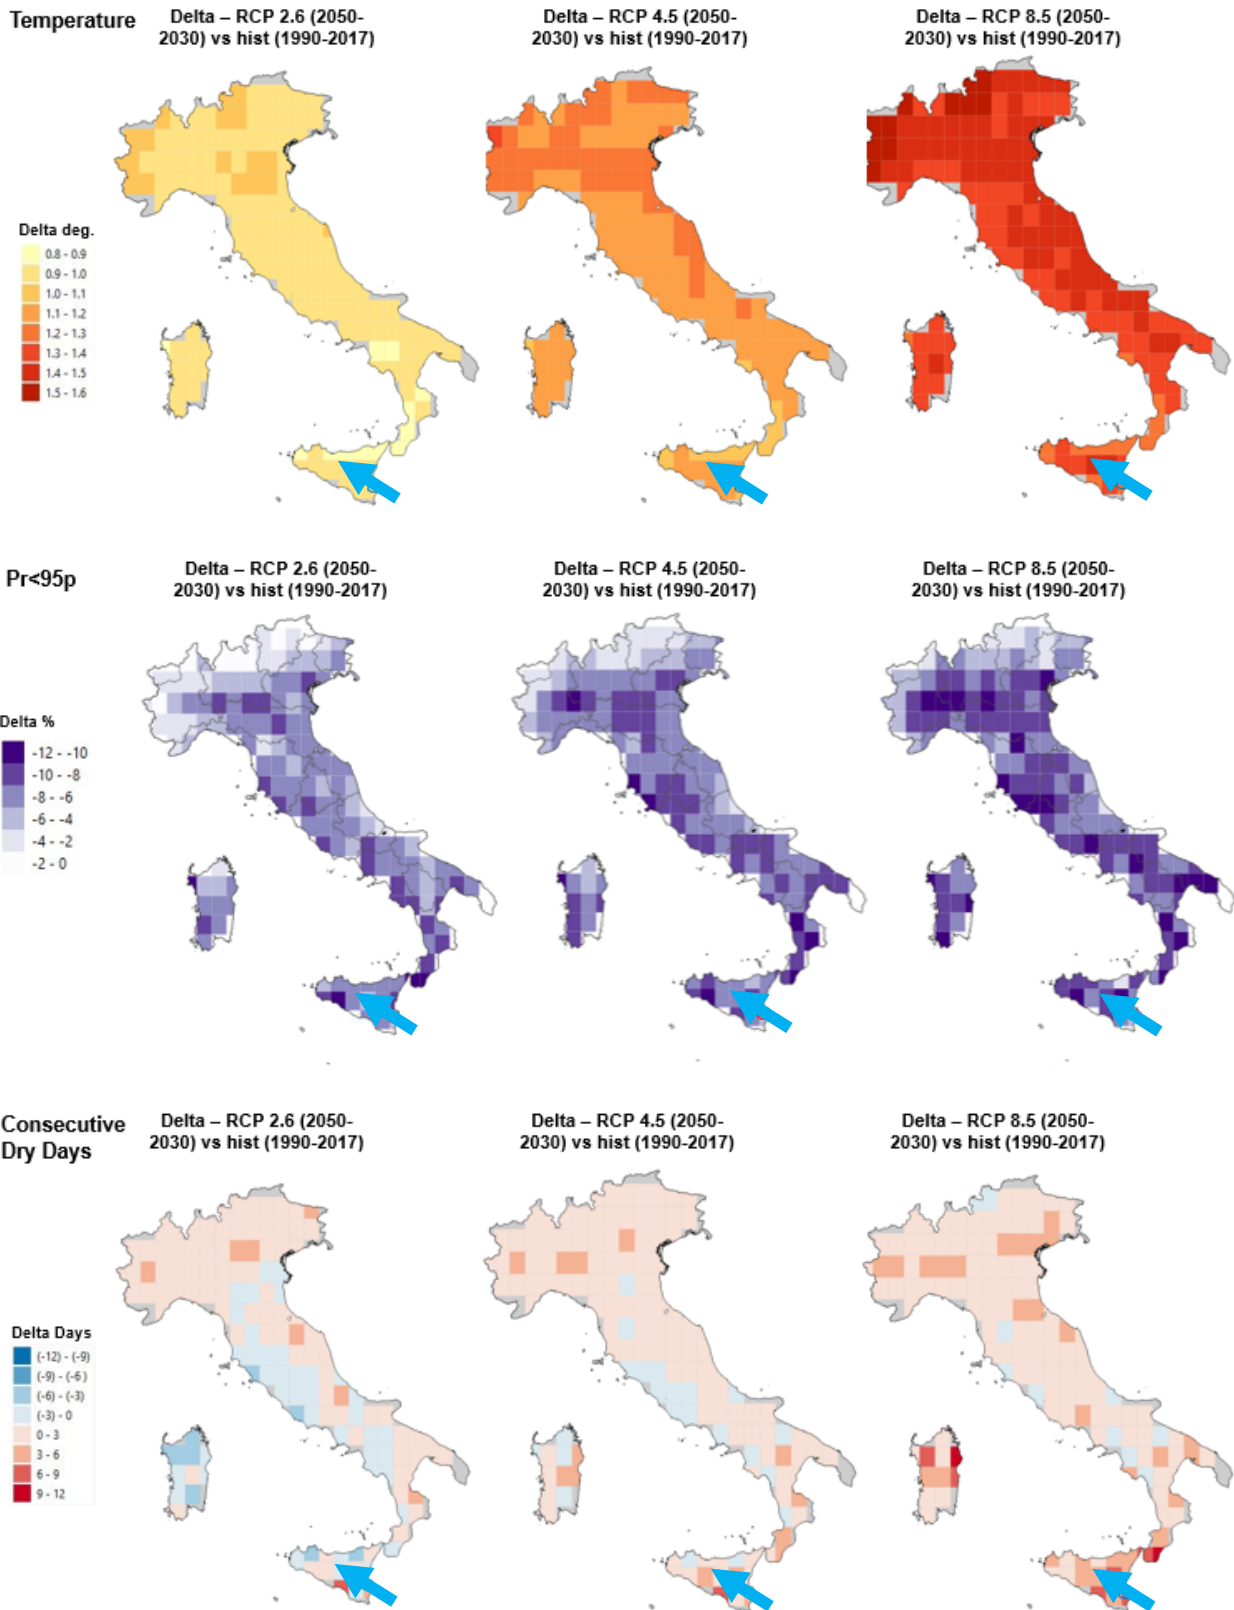 Temperature
Delta – RCP 2.6 (2050-
2030) vs hist (1990-2017)
Delta – RCP 4.5 (2050-
2030) vs hist (1990-2017)
Delta – RCP 8.5 (2050-
2030) vs hist (1990-2017)
Delta deg.
0.8 - 0.9
0.9 - 1.0
1.0 - 1.1
1.1 - 1.2
1.2 - 1.3
1.3 - 1.4
1.4 - 1.5
1.5 - 1.6
Pr<95p
Delta – RCP 2.6 (2050-
2030) vs hist (1990-2017)
Delta – RCP 4.5 (2050-
2030) vs hist (1990-2017)
Delta – RCP 8.5 (2050-
2030) vs hist (1990-2017)
Delta %
-12 - -10
-10 - -8
-8 - -6
-6 - -4
-4 - -2
-2 - 0
Consecutive
Dry Days
Delta – RCP 2.6 (2050-
2030) vs hist (1990-2017)
Delta – RCP 4.5 (2050-
2030) vs hist (1990-2017)
Delta – RCP 8.5 (2050-
2030) vs hist (1990-2017)
Delta Days
(-12) - (-9)
(-9) - (-6)
(-6) - (-3)
(-3) - 0
0 - 3
3 - 6
6 - 9
9 - 12